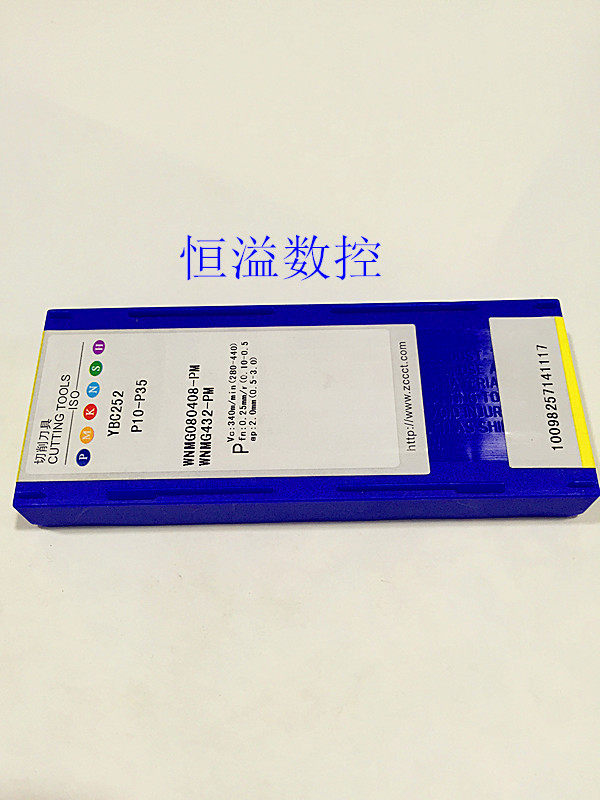 恒溢数控
切削刀具
CUTTING TOOLS
ISO
P M K N S H
YBC252
P10-P35
WNMG080408-PM
WNMG432-PM
P
Vc:340m/min(280-440)
fn:0.25mm/r(0.10-0.5
ap:2.0mm(0.5-3.0)
http://www.zccct.com
10098257141117